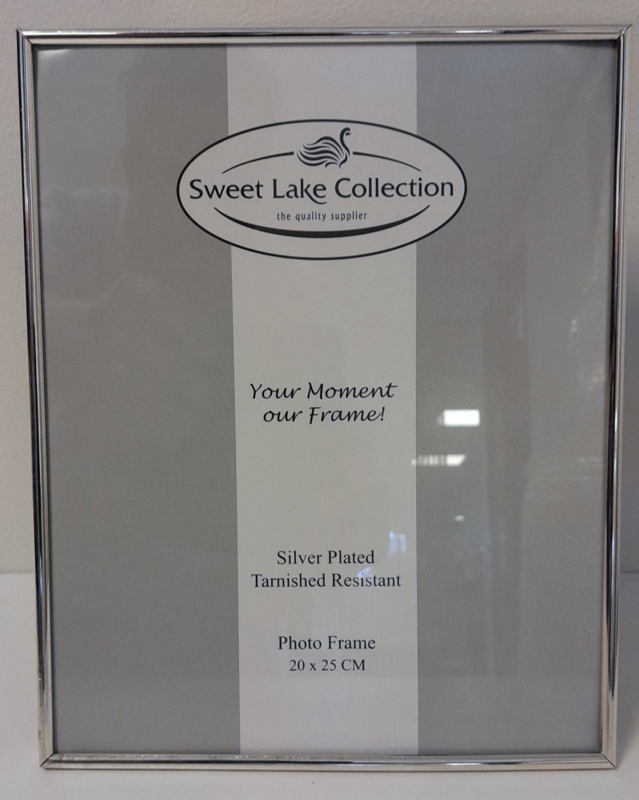 Sweet Lake Collection
the quality supplier
Your Moment
our Frame!
Silver Plated
Tarnished Resistant
Photo Frame
20 x 25 CM